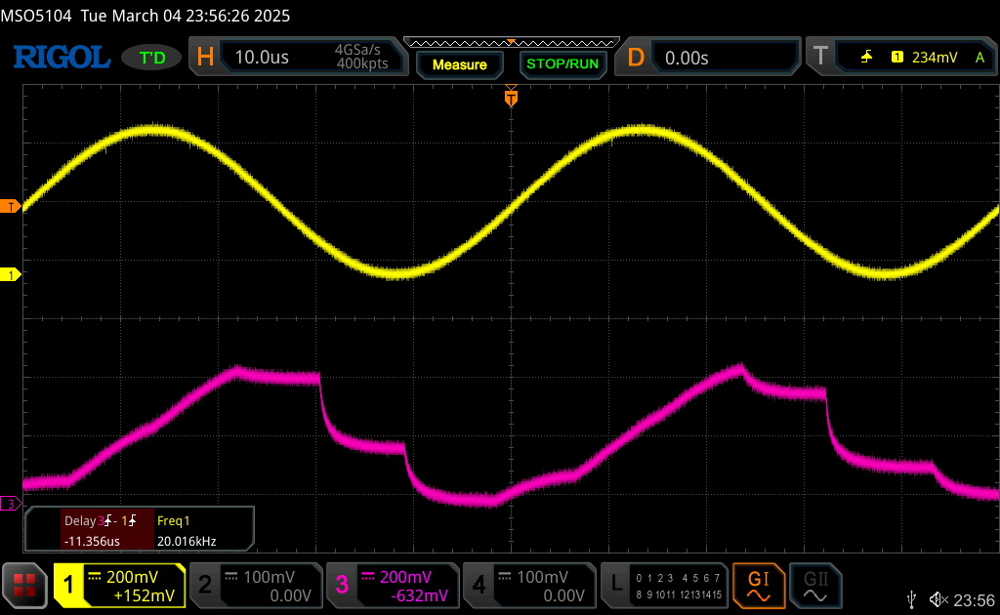 MSO5104 Tue March 04 23:56:26 2025
RIGOL T'D H 10.0us 4GSa/s 400kpts Measure STOP/RUN D 0.00s T 1 234mV A
T
T
1
3
Delay3 - 1 Freq1
-11.356us 20.016kHz
1 200mV +152mV 2 100mV 0.00V 3 200mV -632mV 4 100mV 0.00V L 0 1 2 3 4 5 6 7 8 9 10 11 12 13 14 15 GI GII 23:56